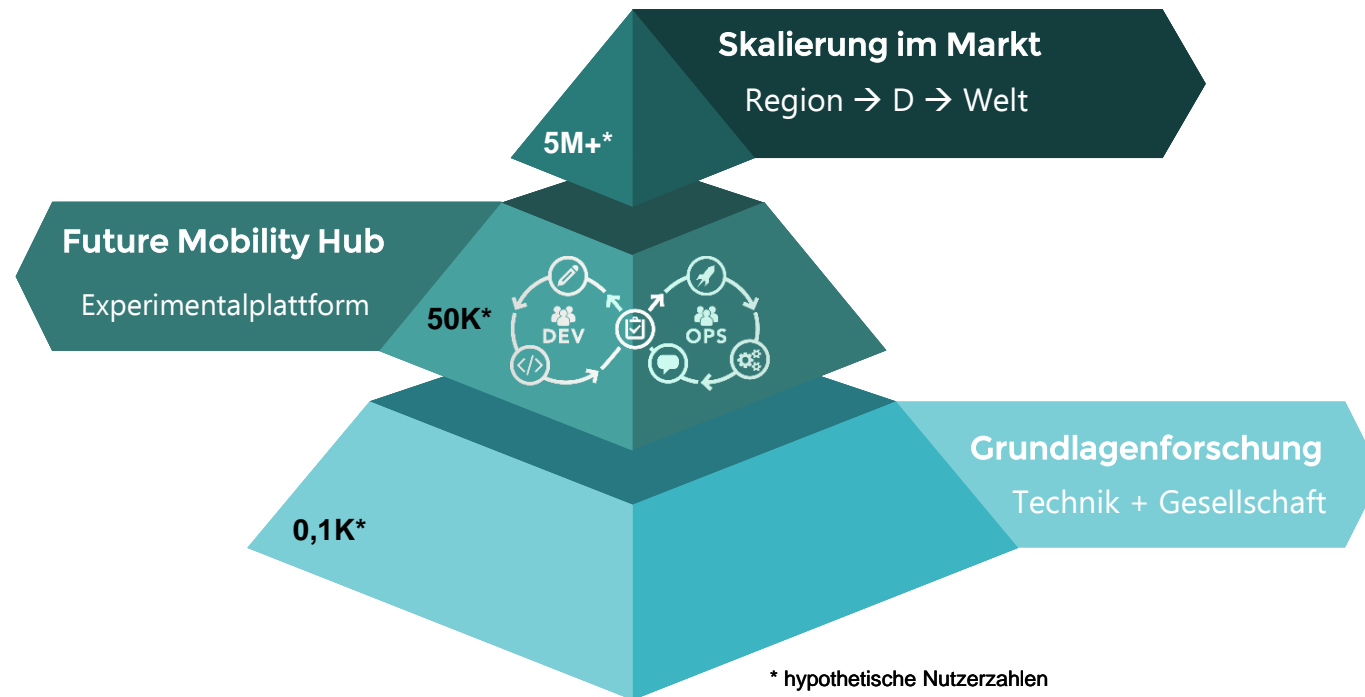 Skalierung im Markt
Region → D → Welt
5M+*
Future Mobility Hub
Experimentalplattform
50K*
DEV
OPS
</>
Grundlagenforschung
Technik + Gesellschaft
0,1K*
* hypothetische Nutzerzahlen